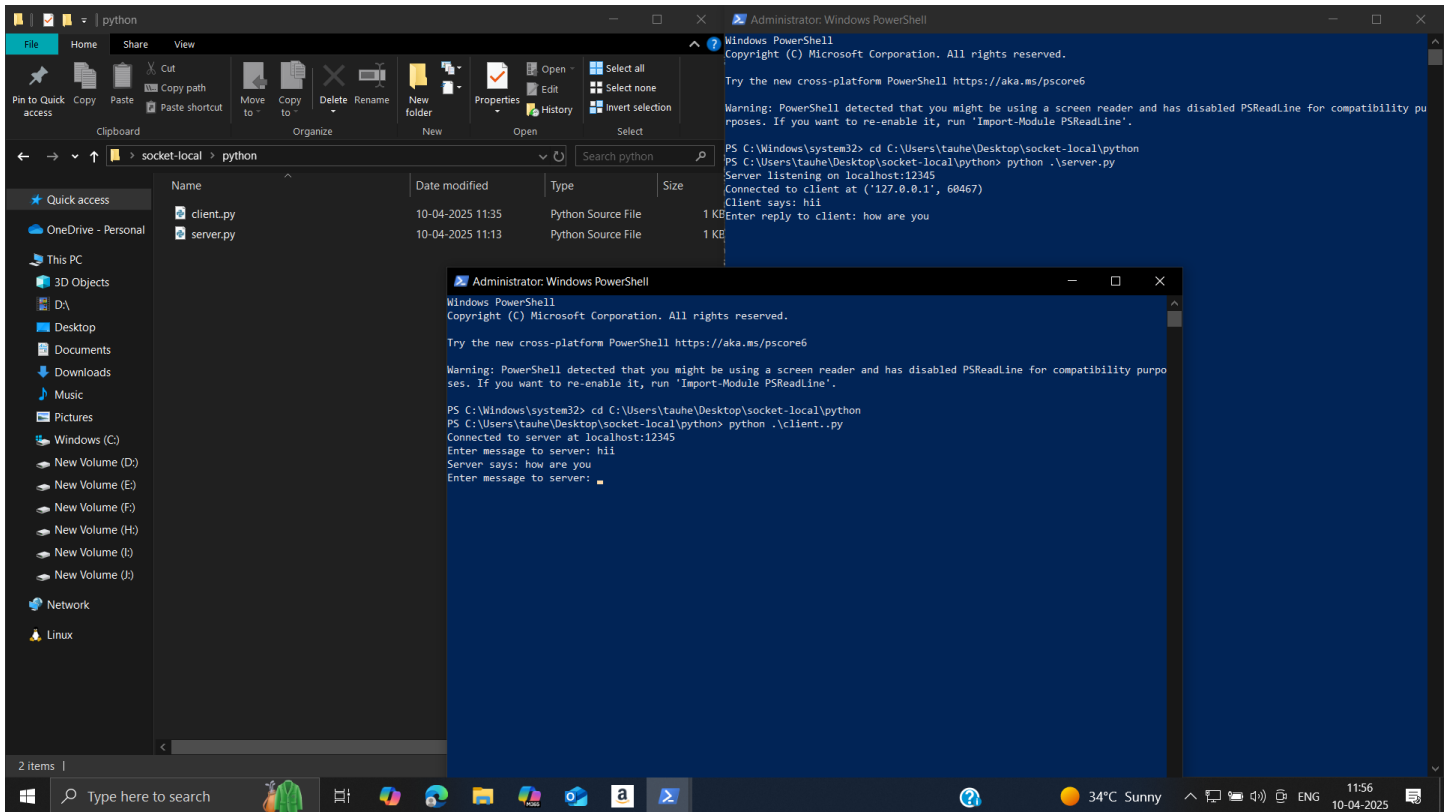 python
File
Home
Share
View
Pin to Quick access
Copy
Paste
Cut
Copy path
Paste shortcut
Clipboard
Move to
Copy to
Delete
Rename
Organize
New folder
New
Properties
Open
Edit
History
Open
Select all
Select none
Invert selection
Select
socket-local > python
Search python
Quick access
OneDrive - Personal
This PC
3D Objects
D:\
Desktop
Documents
Downloads
Music
Pictures
Windows (C:)
New Volume (D:)
New Volume (E:)
New Volume (F:)
New Volume (H:)
New Volume (I:)
New Volume (J:)
Network
Linux
Name Date modified Type Size
client..py 10-04-2025 11:35 Python Source File 1 KB
server.py 10-04-2025 11:13 Python Source File 1 KB
2 items
Administrator: Windows PowerShell
Windows PowerShell
Copyright (C) Microsoft Corporation. All rights reserved.
Try the new cross-platform PowerShell https://aka.ms/pscore6
Warning: PowerShell detected that you might be using a screen reader and has disabled PSReadLine for compatibility pu
rposes. If you want to re-enable it, run 'Import-Module PSReadLine'.
PS C:\Windows\system32> cd C:\Users\tauhe\Desktop\socket-local\python
PS C:\Users\tauhe\Desktop\socket-local\python> python .\server.py
Server listening on localhost:12345
Connected to client at ('127.0.0.1', 60467)
Client says: hii
Enter reply to client: how are you
Administrator: Windows PowerShell
Windows PowerShell
Copyright (C) Microsoft Corporation. All rights reserved.
Try the new cross-platform PowerShell https://aka.ms/pscore6
Warning: PowerShell detected that you might be using a screen reader and has disabled PSReadLine for compatibility purpo
ses. If you want to re-enable it, run 'Import-Module PSReadLine'.
PS C:\Windows\system32> cd C:\Users\tauhe\Desktop\socket-local\python
PS C:\Users\tauhe\Desktop\socket-local\python> python .\client..py
Connected to server at localhost:12345
Enter message to server: hii
Server says: how are you
Enter message to server:
Type here to search
M365
a
34°C Sunny
ENG
11:56
10-04-2025